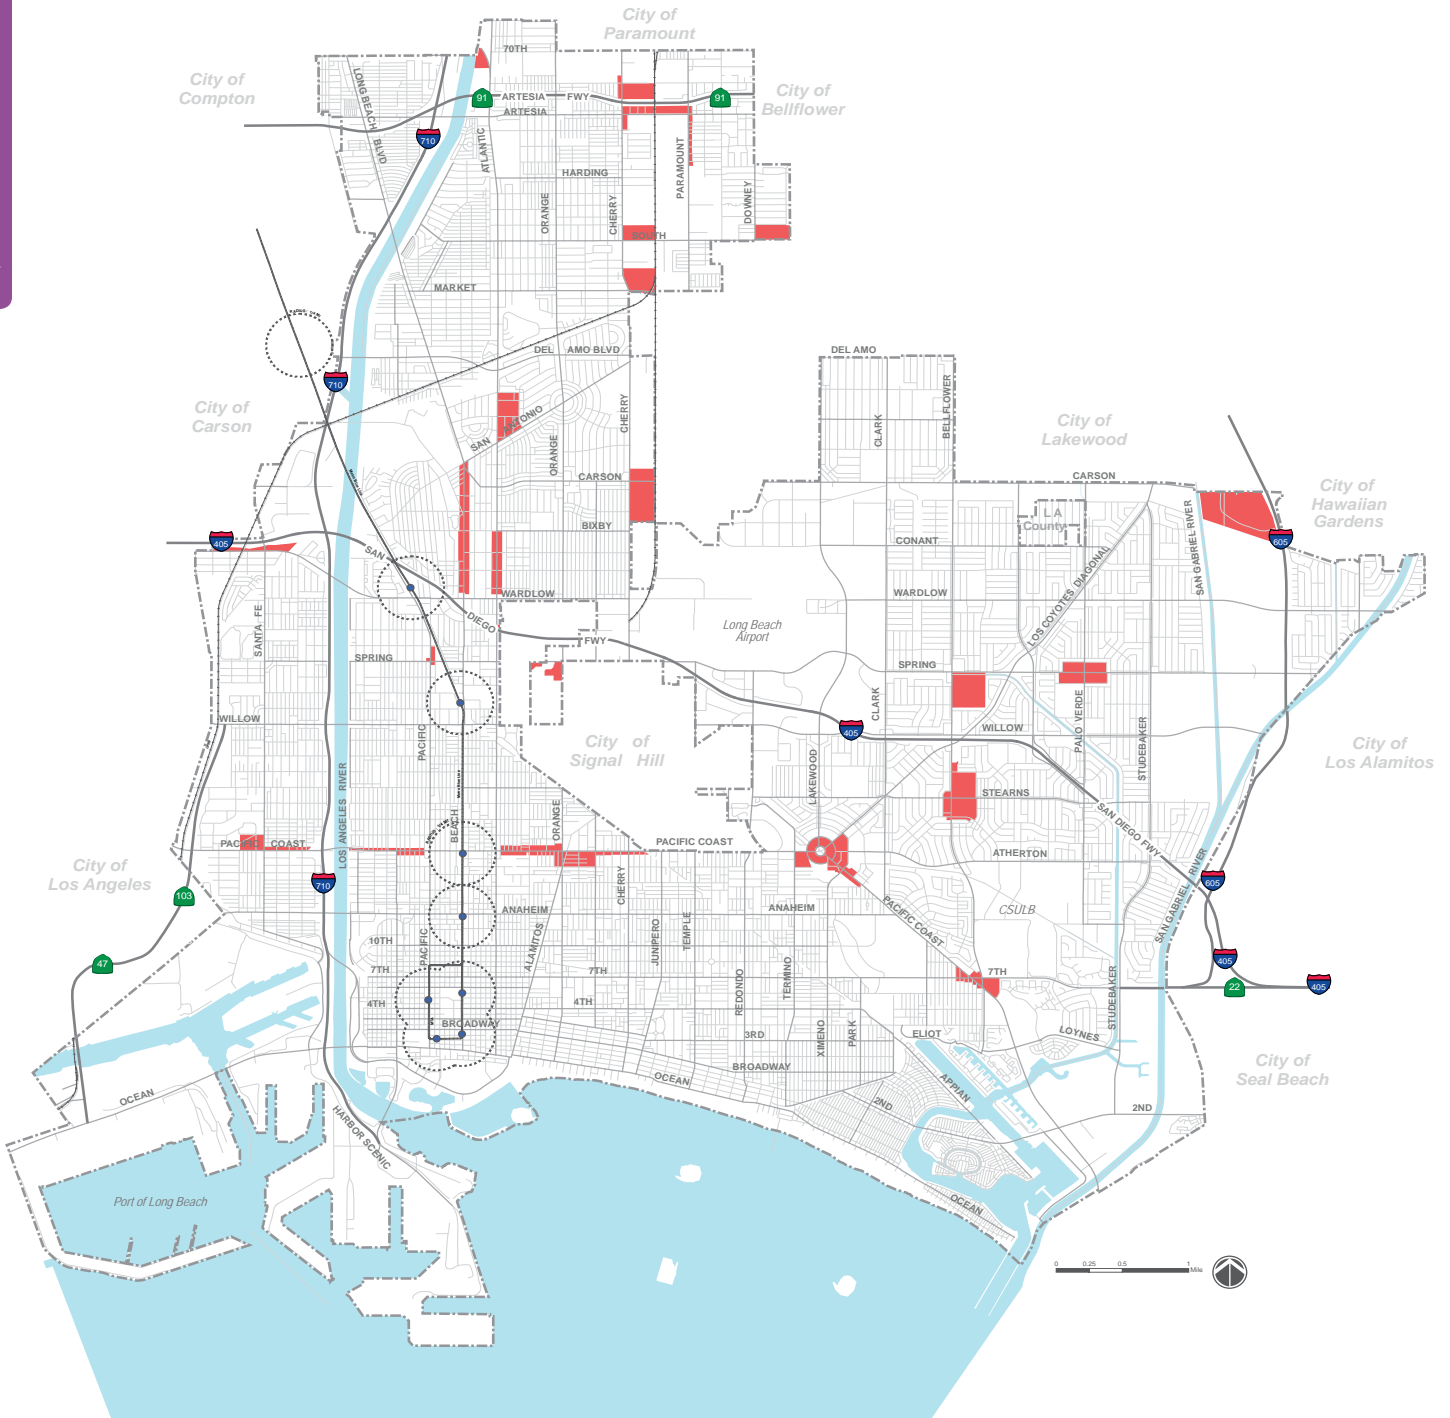 City of
Paramount
70TH
City of
Compton
LONG BEACH BLVD
91
ARTESIA FWY
91
City of
Bellflower
ARTESIA
710
ATLANTIC
HARDING
PARAMOUNT
ORANGE
CHERRY
DOWNEY
SOUTH
MARKET
DEL AMO BLVD
DEL AMO
710
City of
Carson
SAN ANTONIO
CHERRY
CLARK
BELLFLOWER
City of
Lakewood
ORANGE
CARSON
CARSON
City of
Hawaiian
Gardens
BIXBY
L A
County
SAN GABRIEL RIVER
405
SAN
CONANT
605
LOS COYOTES DIAGONAL
WARDLOW
WARDLOW
SANTA FE
DIEGO
FWY
Long Beach
Airport
SPRING
SPRING
CLARK
WILLOW
PACIFIC
City of
Signal Hill
405
WILLOW
PALO VERDE
STUDEBAKER
City of
Los Alamitos
LOS ANGELES RIVER
LAKEWOOD
STEARNS
BEACH
ORANGE
SAN DIEGO FWY
PACIFIC COAST
PACIFIC COAST
ATHERTON
City of
Los Angeles
710
103
CHERRY
605
SAN GABRIEL RIVER
ANAHEIM
ANAHEIM
PACIFIC COAST
CSULB
10TH
PACIFIC
ALAMITOS
JUNIPERO
TEMPLE
47
7TH
7TH
REDONDO
TERMINO
7TH
405
STUDEBAKER
22
405
4TH
4TH
BROADWAY
3RD
XIMENO
PARK
ELIOT
LOYNES
BROADWAY
City of
Seal Beach
OCEAN
OCEAN
APPIAN
2ND
2ND
HARBOR SCENIC
Port of Long Beach
OCEAN
0 0.25 0.5 1
Mile